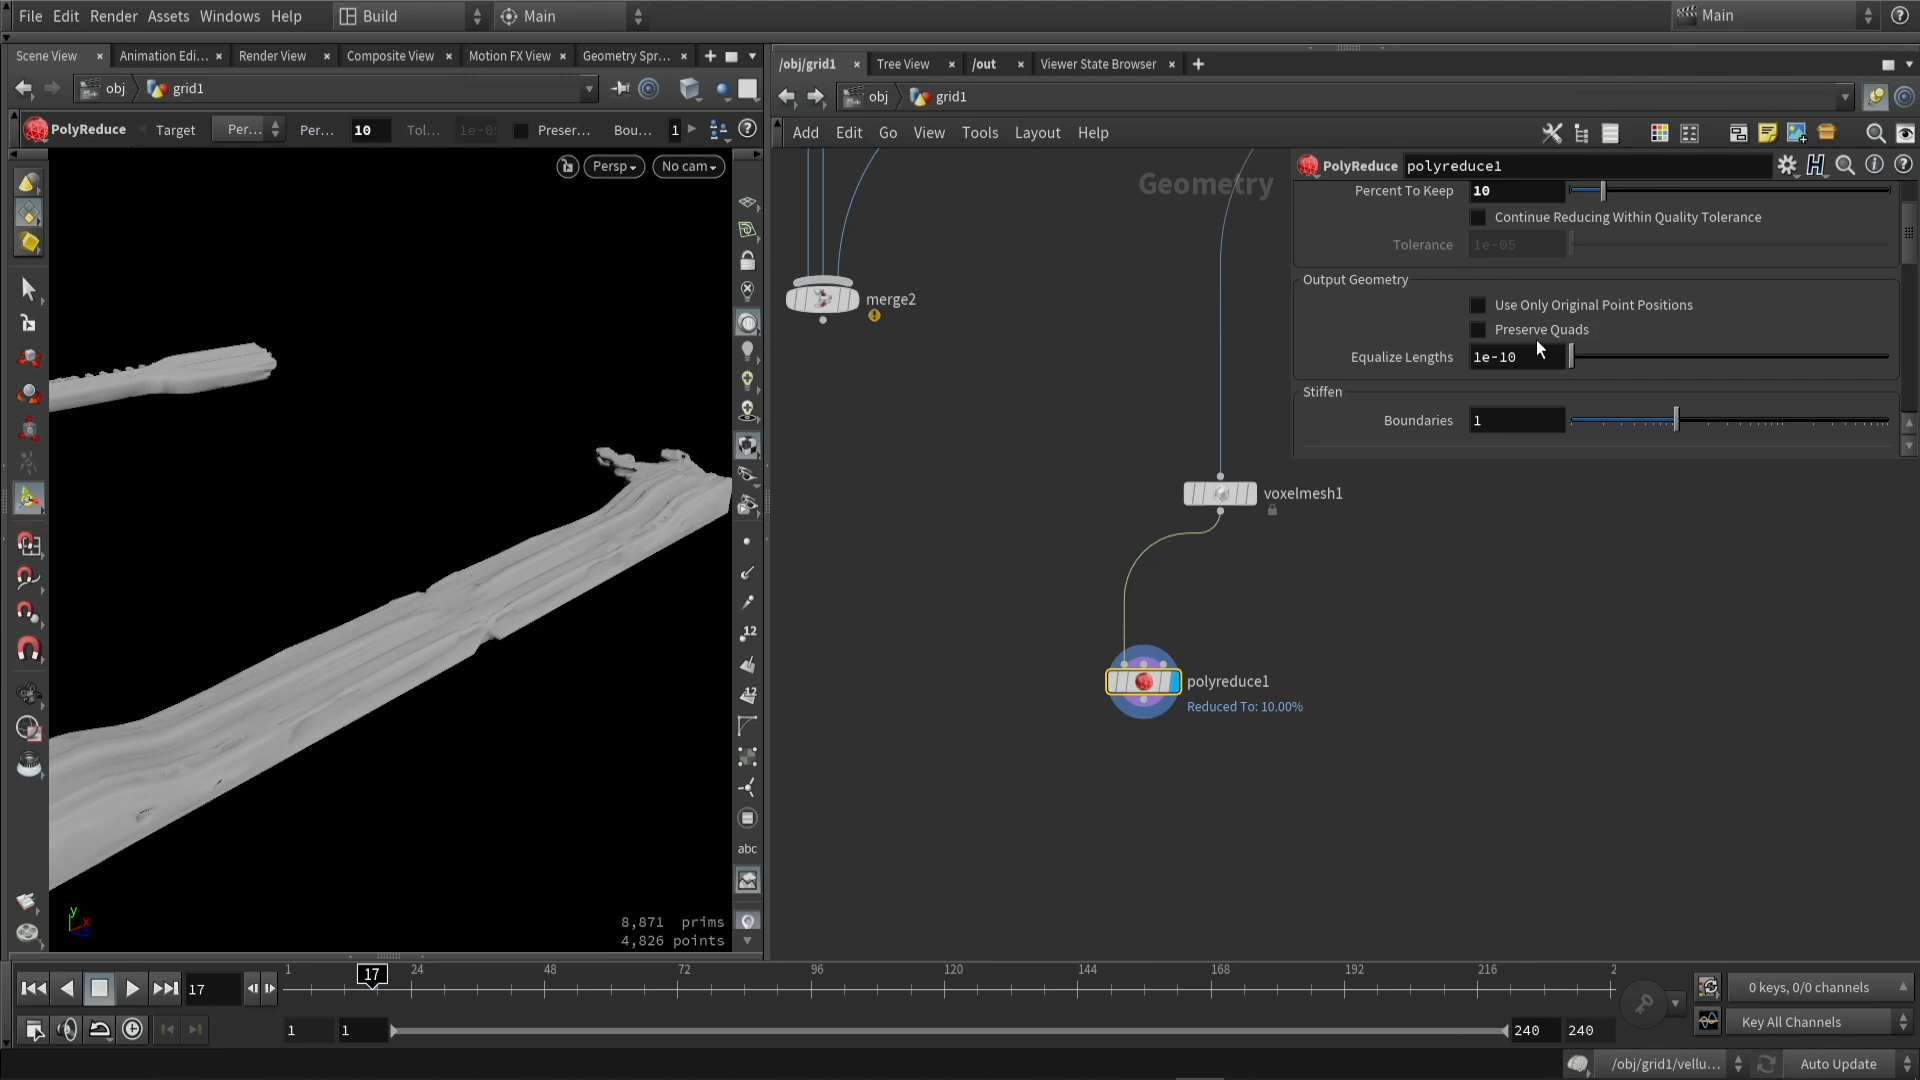 File Edit Render Assets Windows Help Build Main Main
Scene View Animation Edi... Render View Composite View Motion FX View Geometry Spr...
/obj/grid1 Tree View /out Viewer State Browser
obj grid1
obj grid1
PolyReduce Target Per... Per... 10 Tol... 1e-0 Preser... Bou... 1
Add Edit Go View Tools Layout Help
Persp No cam
Geometry
PolyReduce polyreduce1
Percent To Keep 10
Continue Reducing Within Quality Tolerance
Tolerance 1e-05
Output Geometry
Use Only Original Point Positions
Preserve Quads
Equalize Lengths 1e-10
Stiffen
Boundaries 1
merge2
voxelmesh1
polyreduce1
Reduced To: 10.00%
12
12
abc
8,871 prims
4,826 points
17
1 17 24 48 72 96 120 144 168 192 216 2
0 keys, 0/0 channels
1 1 240 240
Key All Channels
/obj/grid1/vellu... Auto Update